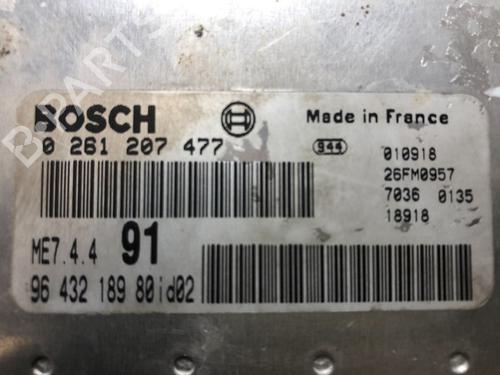 BOSCH
Made in France
0 261 207 477
944
010918
26FM0957
7036 0135
18918
ME7.4.4 91
96 432 189 80id02
B-PARTS